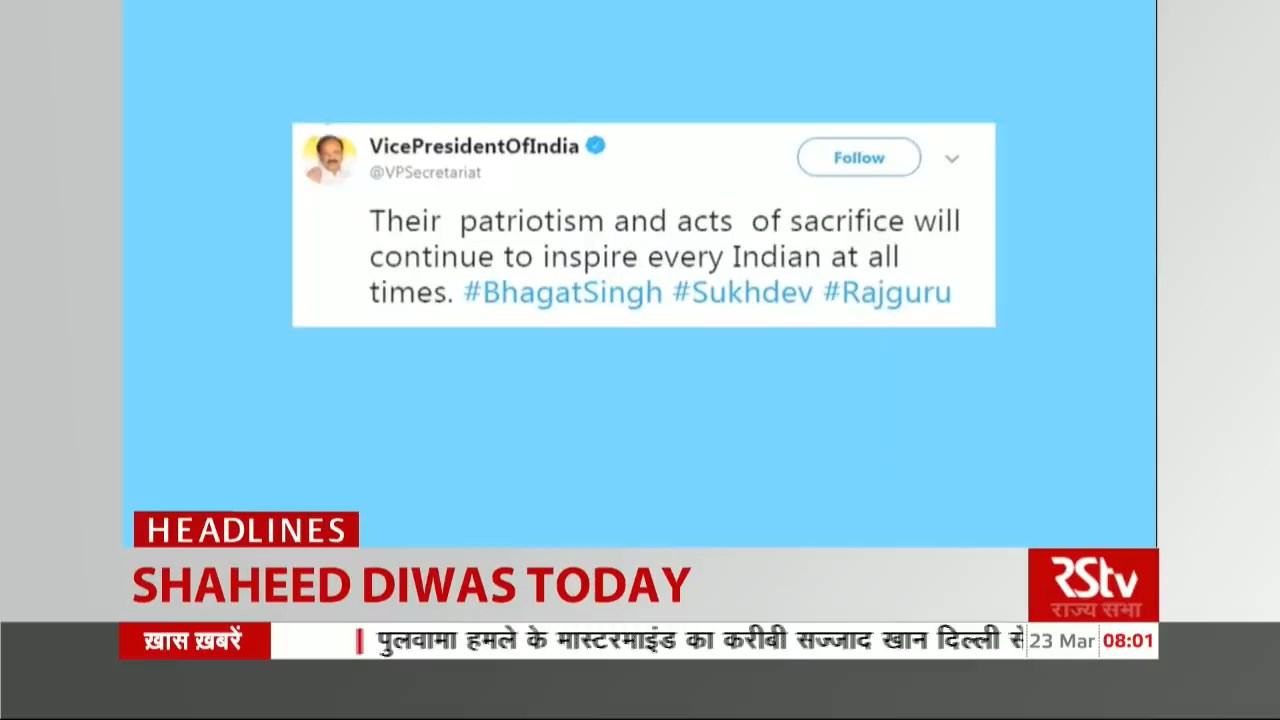 VicePresidentOfIndia
@VPSecretariat
Follow
Their patriotism and acts of sacrifice will
continue to inspire every Indian at all
times. #BhagatSingh #Sukhdev #Rajguru
HEADLINES
SHAHEED DIWAS TODAY
RSTV
राज्य सभा
ख़ास ख़बरें
पुलवामा हमले के मास्टरमाइंड का करीबी सज्जाद खान दिल्ली से
23 Mar 08:01